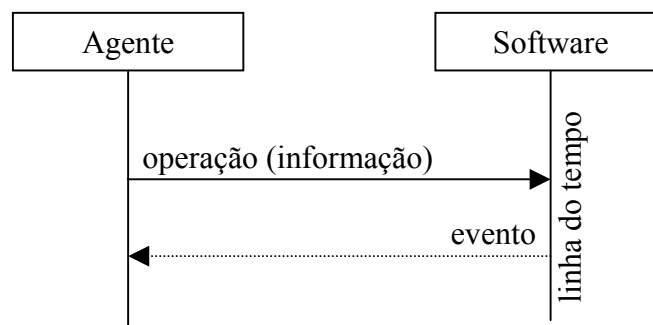 Agente
Software
operação (informação)
evento
linha do tempo